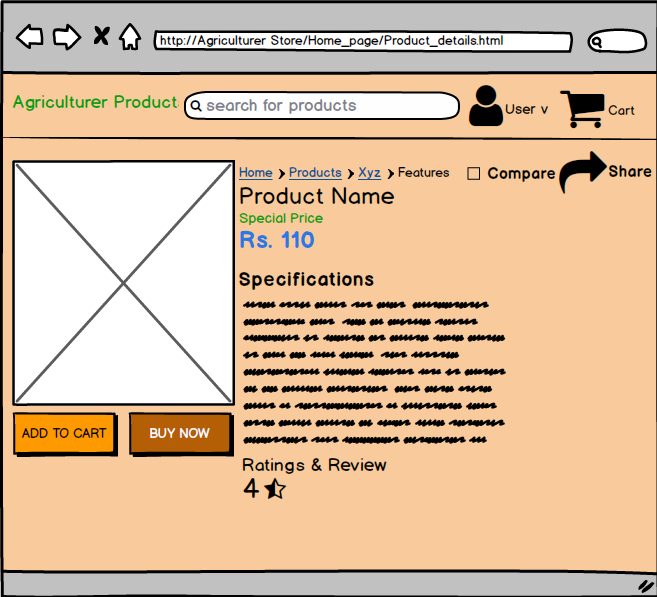 http://Agriculturer Store/Home_page/Product_details.html
Agriculturer Product
search for products
User v
Cart
Home > Products > Xyz > Features
Compare
Share
Product Name
Special Price
Rs. 110
Specifications
ADD TO CART
BUY NOW
Ratings & Review
4